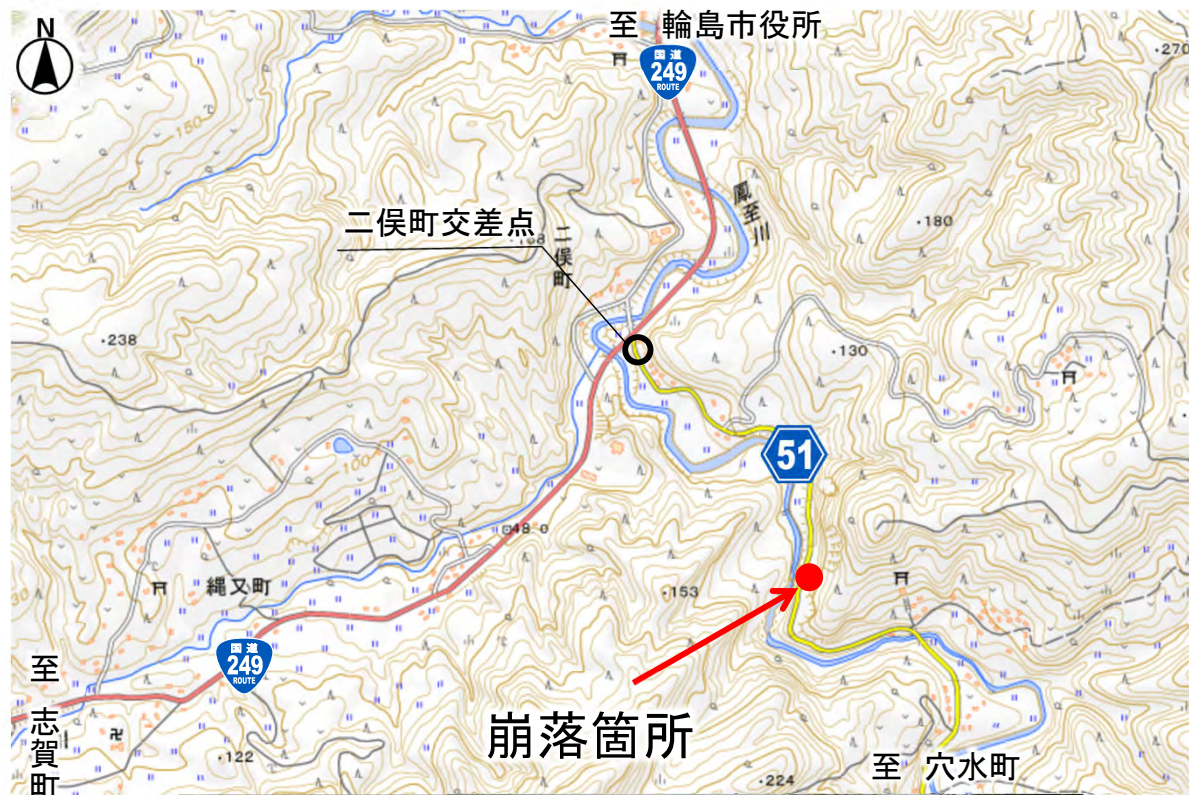 N
至 輪島市役所
国道
249
ROUTE
・270
150
鳳至川
二俣町交差点
二俣町
・180
・238
・130
51
100
48.0
・153
縄又町
至 志賀町
国道
249
ROUTE
崩落箇所
・122
・224
至 穴水町